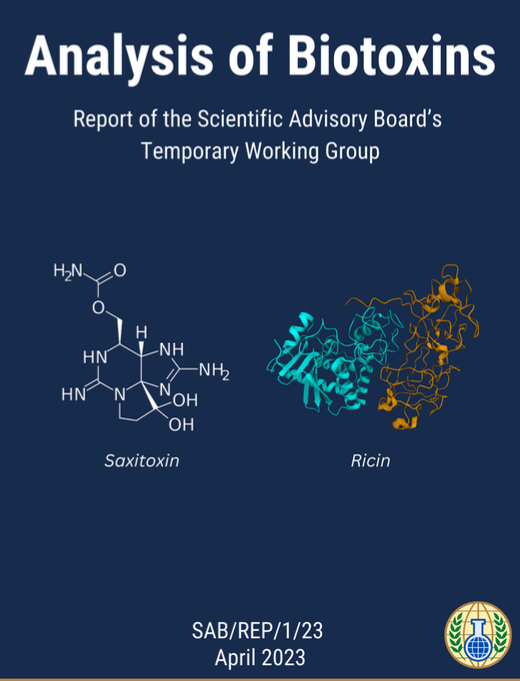 Analysis of Biotoxins
Report of the Scientific Advisory Board's
Temporary Working Group
H₂N
O
O
H
HN
NH
NH₂
HN
N
N
OH
OH
Saxitoxin
Ricin
SAB/REP/1/23
April 2023